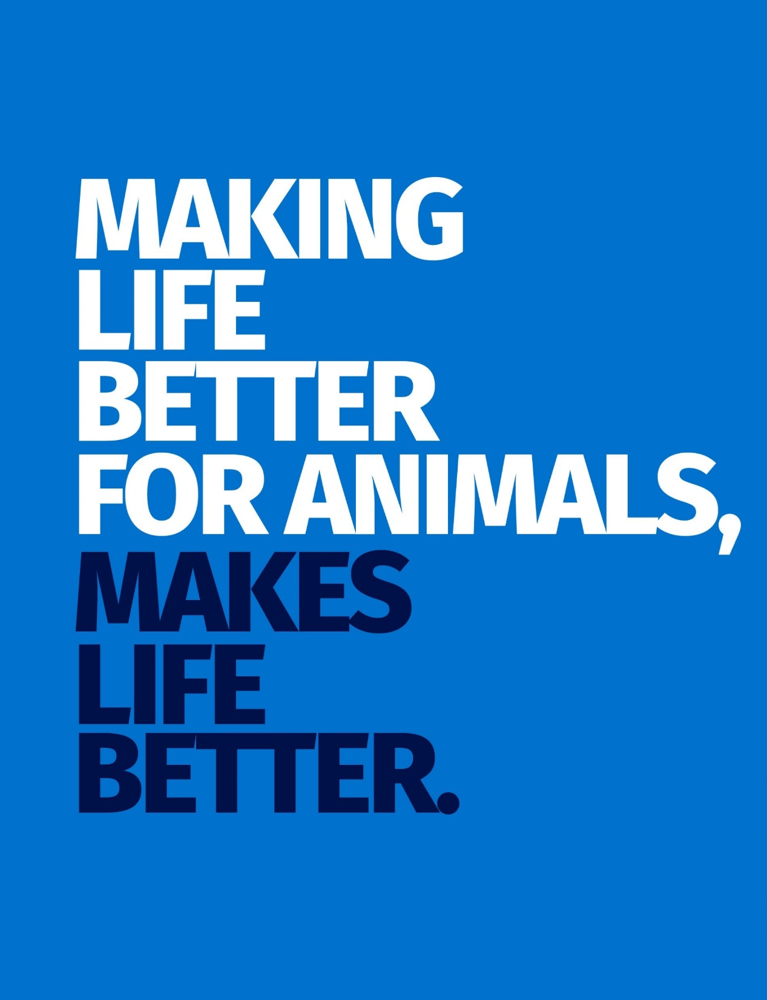 MAKING
LIFE
BETTER
FOR ANIMALS,
MAKES
LIFE
BETTER.